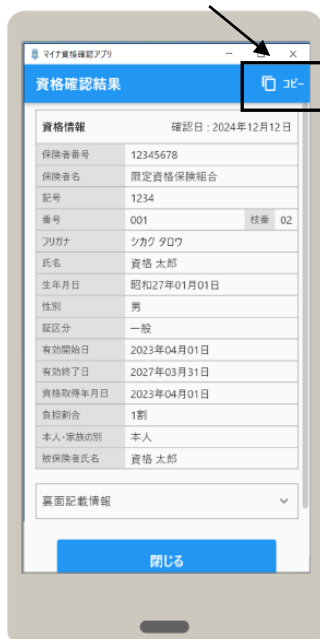 マイナ資格確認アプリ
資格確認結果 コピー
資格情報 確認日:2024年12月12日
保険者番号 12345678
保険者名 限定資格保険組合
記号 1234
番号 001 枝番 02
フリガナ シカク タロウ
氏名 資格 太郎
生年月日 昭和27年01月01日
性別 男
証区分 一般
有効開始日 2023年04月01日
有効終了日 2027年03月31日
資格取得年月日 2023年04月01日
負担割合 1割
本人・家族の別 本人
被保険者氏名 資格 太郎
裏面記載情報
閉じる